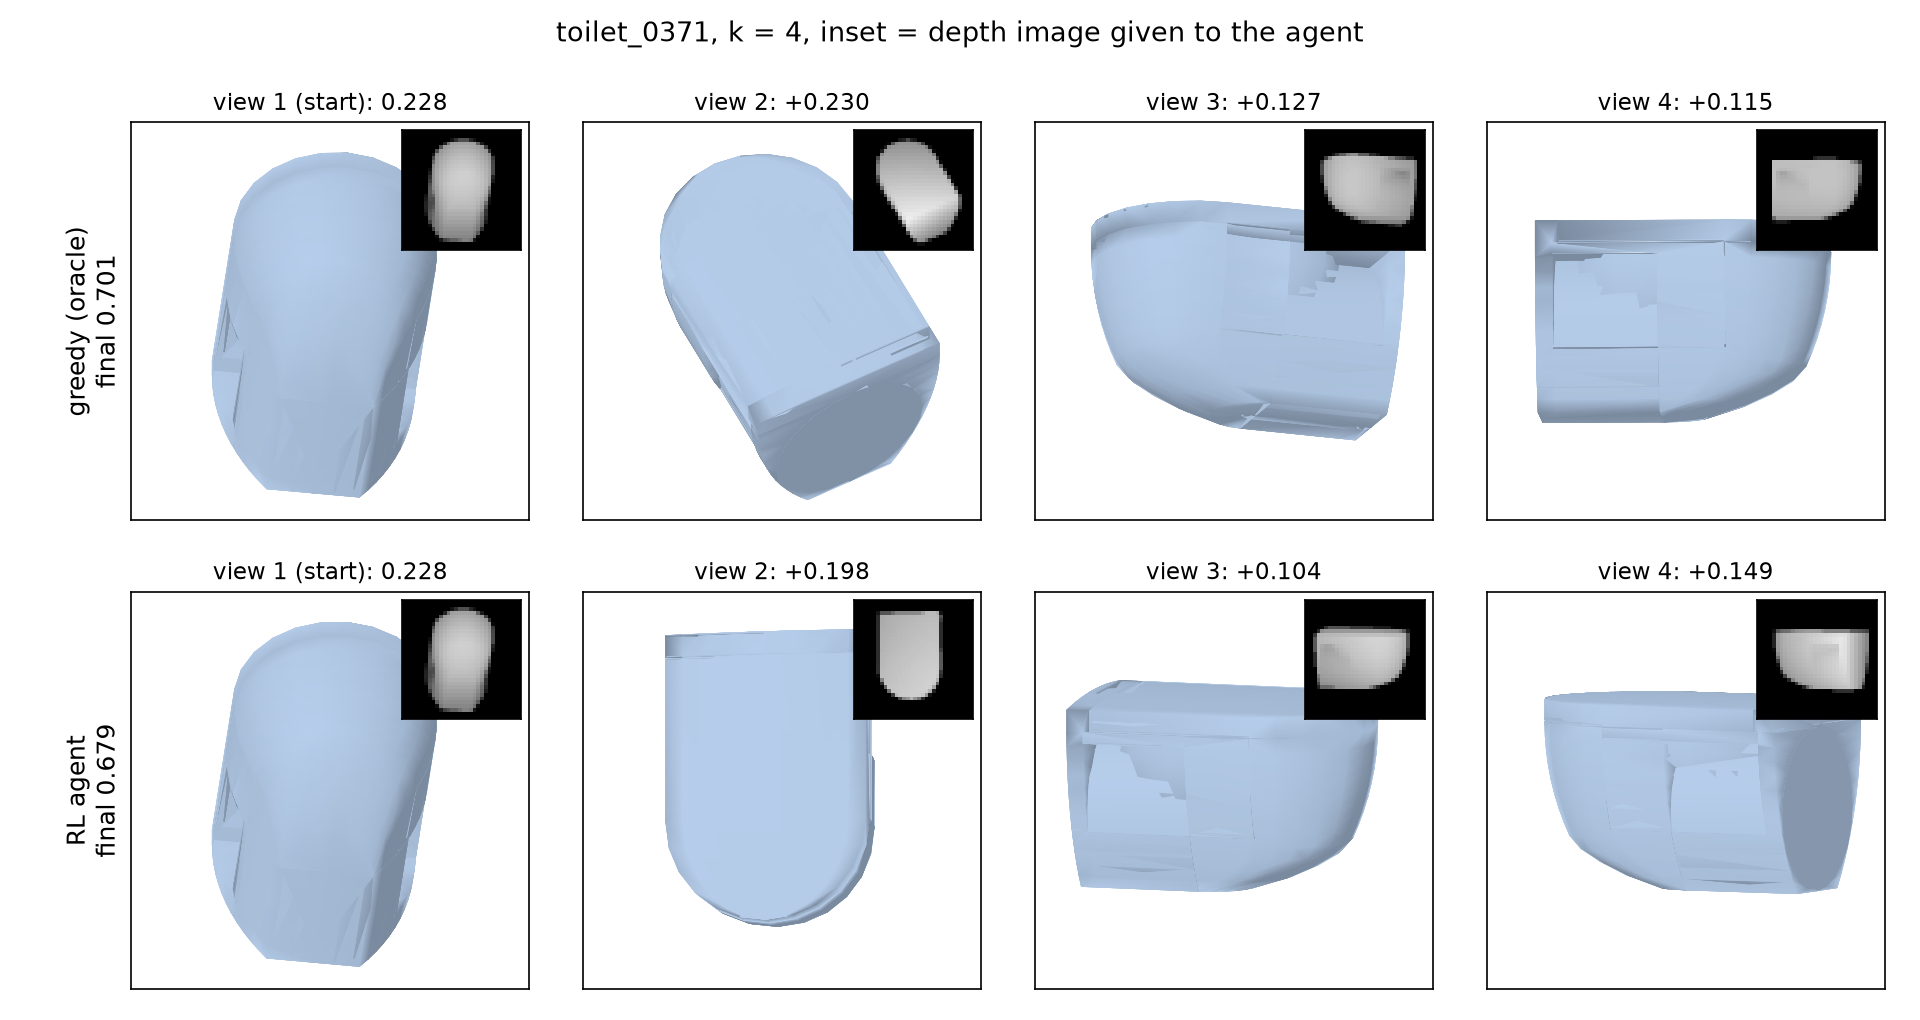 toilet_0371, k = 4, inset = depth image given to the agent
greedy (oracle)
final 0.701
view 1 (start): 0.228
view 2: +0.230
view 3: +0.127
view 4: +0.115
RL agent
final 0.679
view 1 (start): 0.228
view 2: +0.198
view 3: +0.104
view 4: +0.149